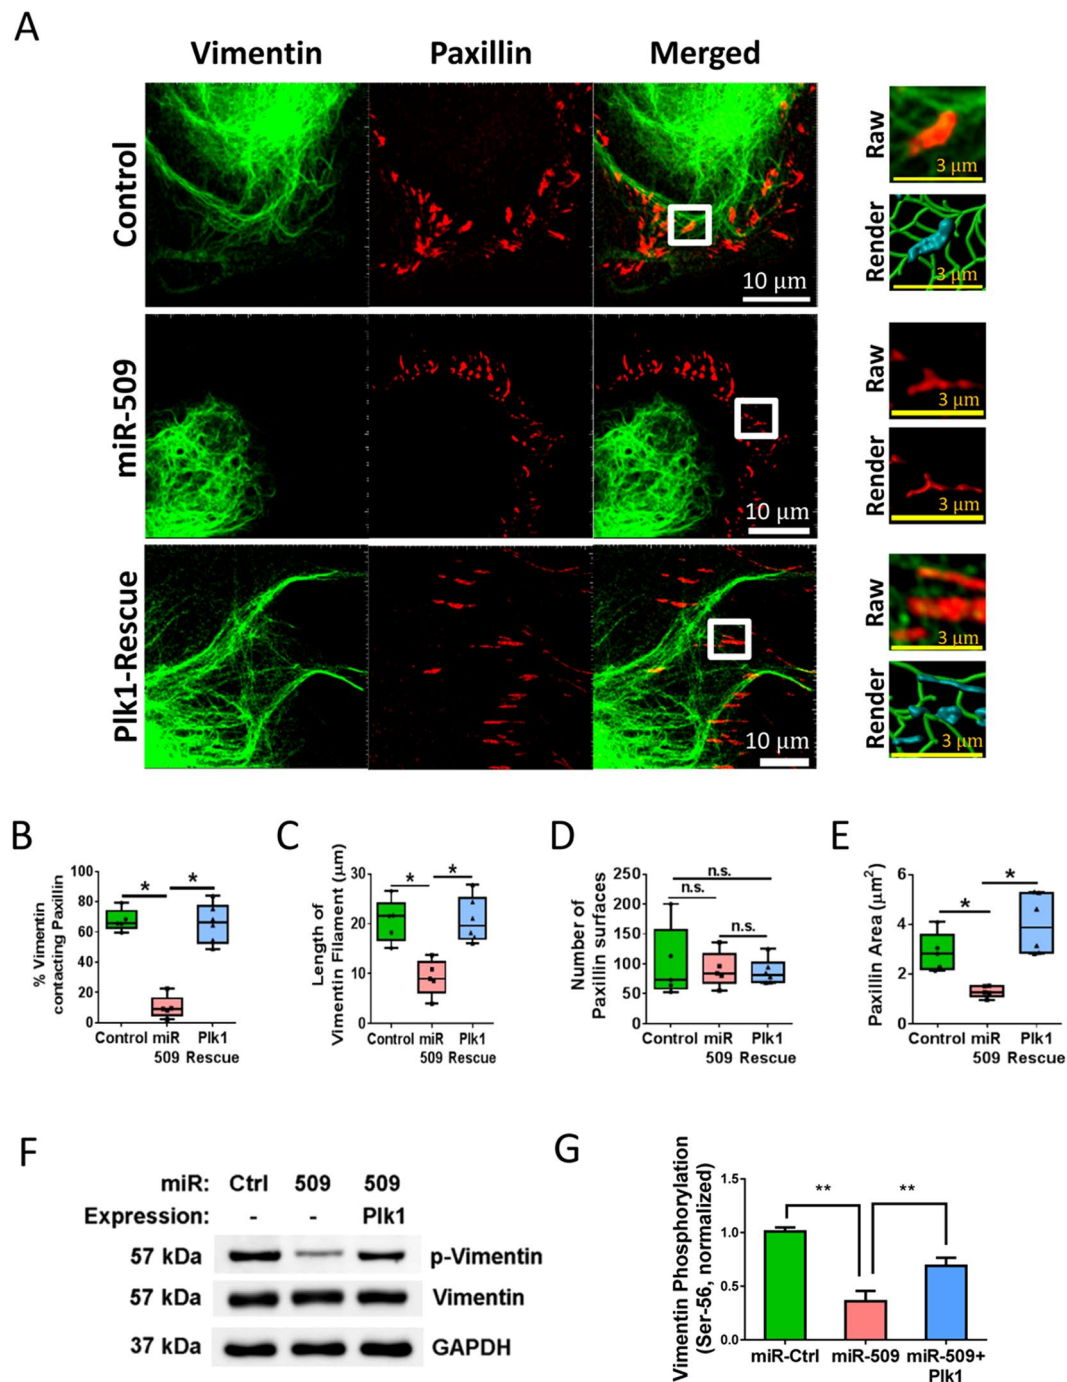 A
Vimentin Paxillin Merged
Control
10 μm
Raw
3 μm
Render
3 μm
miR-509
10 μm
Raw
3 μm
Render
3 μm
Plk1-Rescue
10 μm
Raw
3 μm
Render
3 μm
B
% Vimentin
contacting Paxillin
100
80
60
40
20
0
* *
Control miR Plk1
509 Rescue
C
Length of
Vimentin Filament (μm)
30
20
10
0
* *
Control miR Plk1
509 Rescue
D
Number of
Paxillin surfaces
250
200
150
100
50
0
n.s.
n.s.
n.s.
Control miR Plk1
509 Rescue
E
Paxillin Area (μm²)
6
4
2
0
*
*
Control miR Plk1
509 Rescue
F
miR: Ctrl 509 509
Expression: - - Plk1
57 kDa p-Vimentin
57 kDa Vimentin
37 kDa GAPDH
G
Vimentin Phosphorylation
(Ser-56, normalized)
1.5
1.0
0.5
0.0
** **
miR-Ctrl miR-509 miR-509+
Plk1